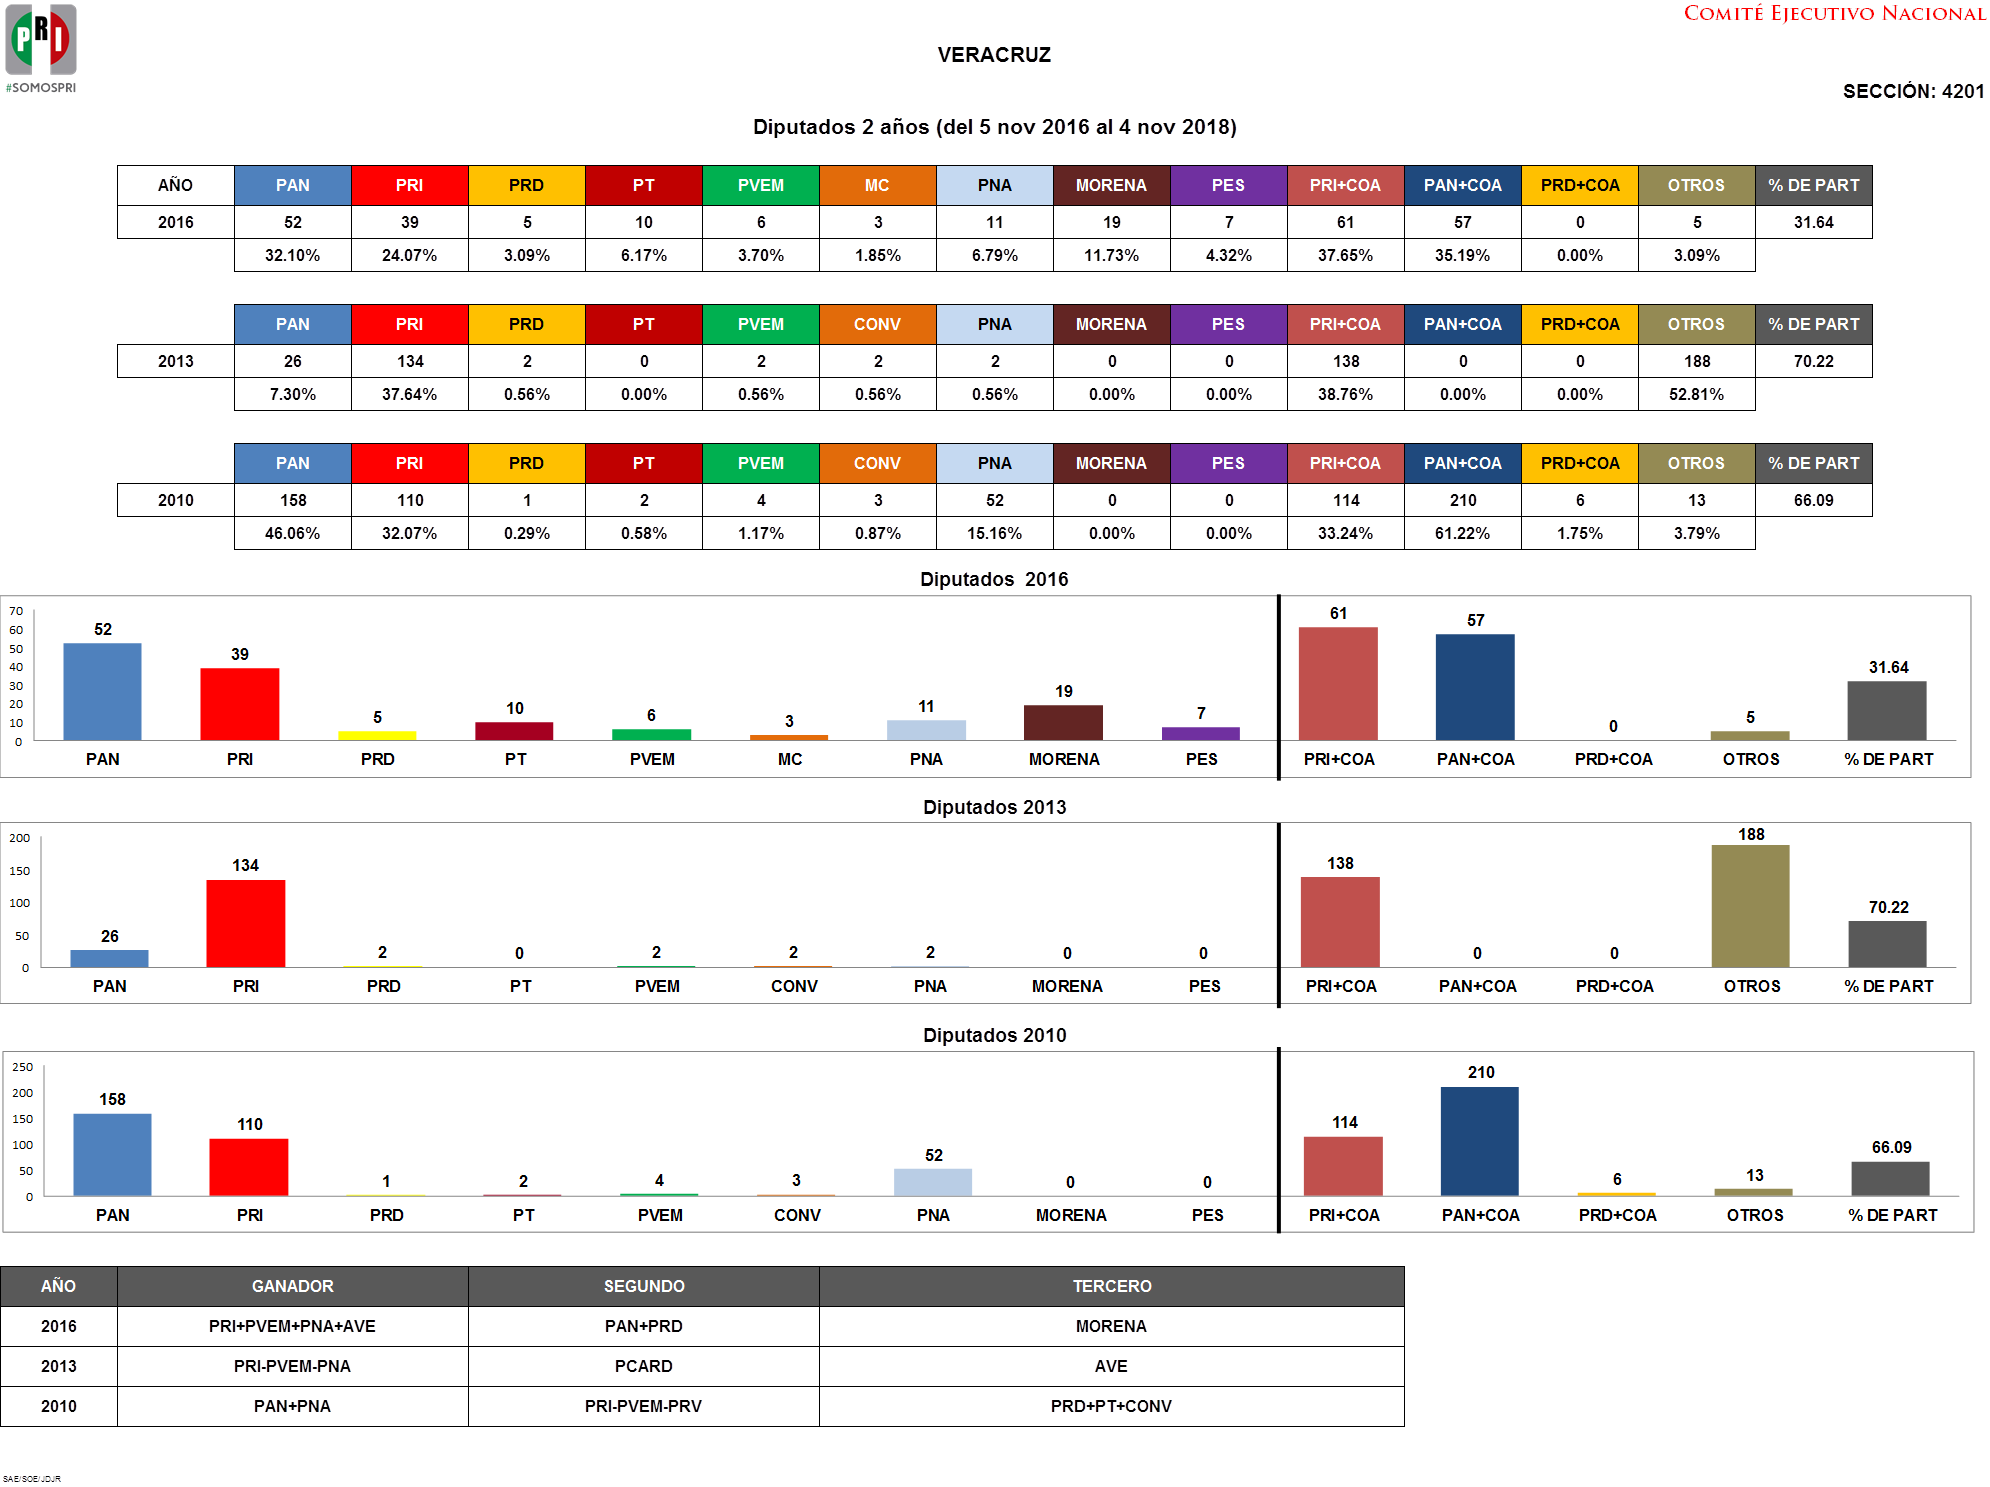 PRI
#SOMOSPRI
COMITÉ EJECUTIVO NACIONAL
VERACRUZ
SECCIÓN: 4201
Diputados 2 años (del 5 nov 2016 al 4 nov 2018)
AÑO PAN PRI PRD PT PVEM MC PNA MORENA PES PRI+COA PAN+COA PRD+COA OTROS % DE PART
2016 52 39 5 10 6 3 11 19 7 61 57 0 5 31.64
32.10% 24.07% 3.09% 6.17% 3.70% 1.85% 6.79% 11.73% 4.32% 37.65% 35.19% 0.00% 3.09%
PAN PRI PRD PT PVEM CONV PNA MORENA PES PRI+COA PAN+COA PRD+COA OTROS % DE PART
2013 26 134 2 0 2 2 2 0 0 138 0 0 188 70.22
7.30% 37.64% 0.56% 0.00% 0.56% 0.56% 0.56% 0.00% 0.00% 38.76% 0.00% 0.00% 52.81%
PAN PRI PRD PT PVEM CONV PNA MORENA PES PRI+COA PAN+COA PRD+COA OTROS % DE PART
2010 158 110 1 2 4 3 52 0 0 114 210 6 13 66.09
46.06% 32.07% 0.29% 0.58% 1.17% 0.87% 15.16% 0.00% 0.00% 33.24% 61.22% 1.75% 3.79%
Diputados 2016
70
60
50
40
30
20
10
0
52 39 5 10 6 3 11 19 7 61 57 0 5 31.64
PAN PRI PRD PT PVEM MC PNA MORENA PES PRI+COA PAN+COA PRD+COA OTROS % DE PART
Diputados 2013
200
150
100
50
0
26 134 2 0 2 2 2 0 0 138 0 0 188 70.22
PAN PRI PRD PT PVEM CONV PNA MORENA PES PRI+COA PAN+COA PRD+COA OTROS % DE PART
Diputados 2010
250
200
150
100
50
0
158 110 1 2 4 3 52 0 0 114 210 6 13 66.09
PAN PRI PRD PT PVEM CONV PNA MORENA PES PRI+COA PAN+COA PRD+COA OTROS % DE PART
AÑO GANADOR SEGUNDO TERCERO
2016 PRI+PVEM+PNA+AVE PAN+PRD MORENA
2013 PRI-PVEM-PNA PCARD AVE
2010 PAN+PNA PRI-PVEM-PRV PRD+PT+CONV
SAE/SOE/JDJR